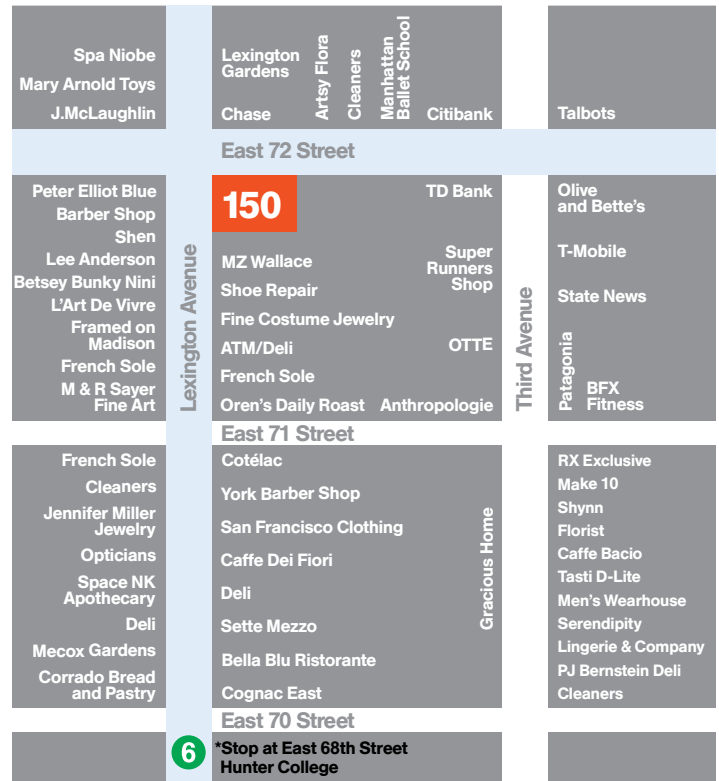 Spa Niobe
Mary Arnold Toys
J.McLaughlin
Lexington
Gardens
Chase
Artsy Flora
Cleaners
Manhattan
Ballet School
Citibank
Talbots
East 72 Street
Peter Elliot Blue
Barber Shop
Shen
Lee Anderson
Betsey Bunky Nini
L'Art De Vivre
Framed on
Madison
French Sole
M & R Sayer
Fine Art
Lexington Avenue
150
MZ Wallace
Shoe Repair
Fine Costume Jewelry
ATM/Deli
French Sole
Oren's Daily Roast
TD Bank
Super
Runners
Shop
OTTE
Anthropologie
Third Avenue
Olive
and Bette's
T-Mobile
State News
Patagonia
BFX
Fitness
East 71 Street
French Sole
Cleaners
Jennifer Miller
Jewelry
Opticians
Space NK
Apothecary
Deli
Mecox Gardens
Corrado Bread
and Pastry
Cotélac
York Barber Shop
San Francisco Clothing
Caffe Dei Fiori
Deli
Sette Mezzo
Bella Blu Ristorante
Cognac East
Gracious Home
RX Exclusive
Make 10
Shynn
Florist
Caffe Bacio
Tasti D-Lite
Men's Wearhouse
Serendipity
Lingerie & Company
PJ Bernstein Deli
Cleaners
East 70 Street
6
*Stop at East 68th Street
Hunter College